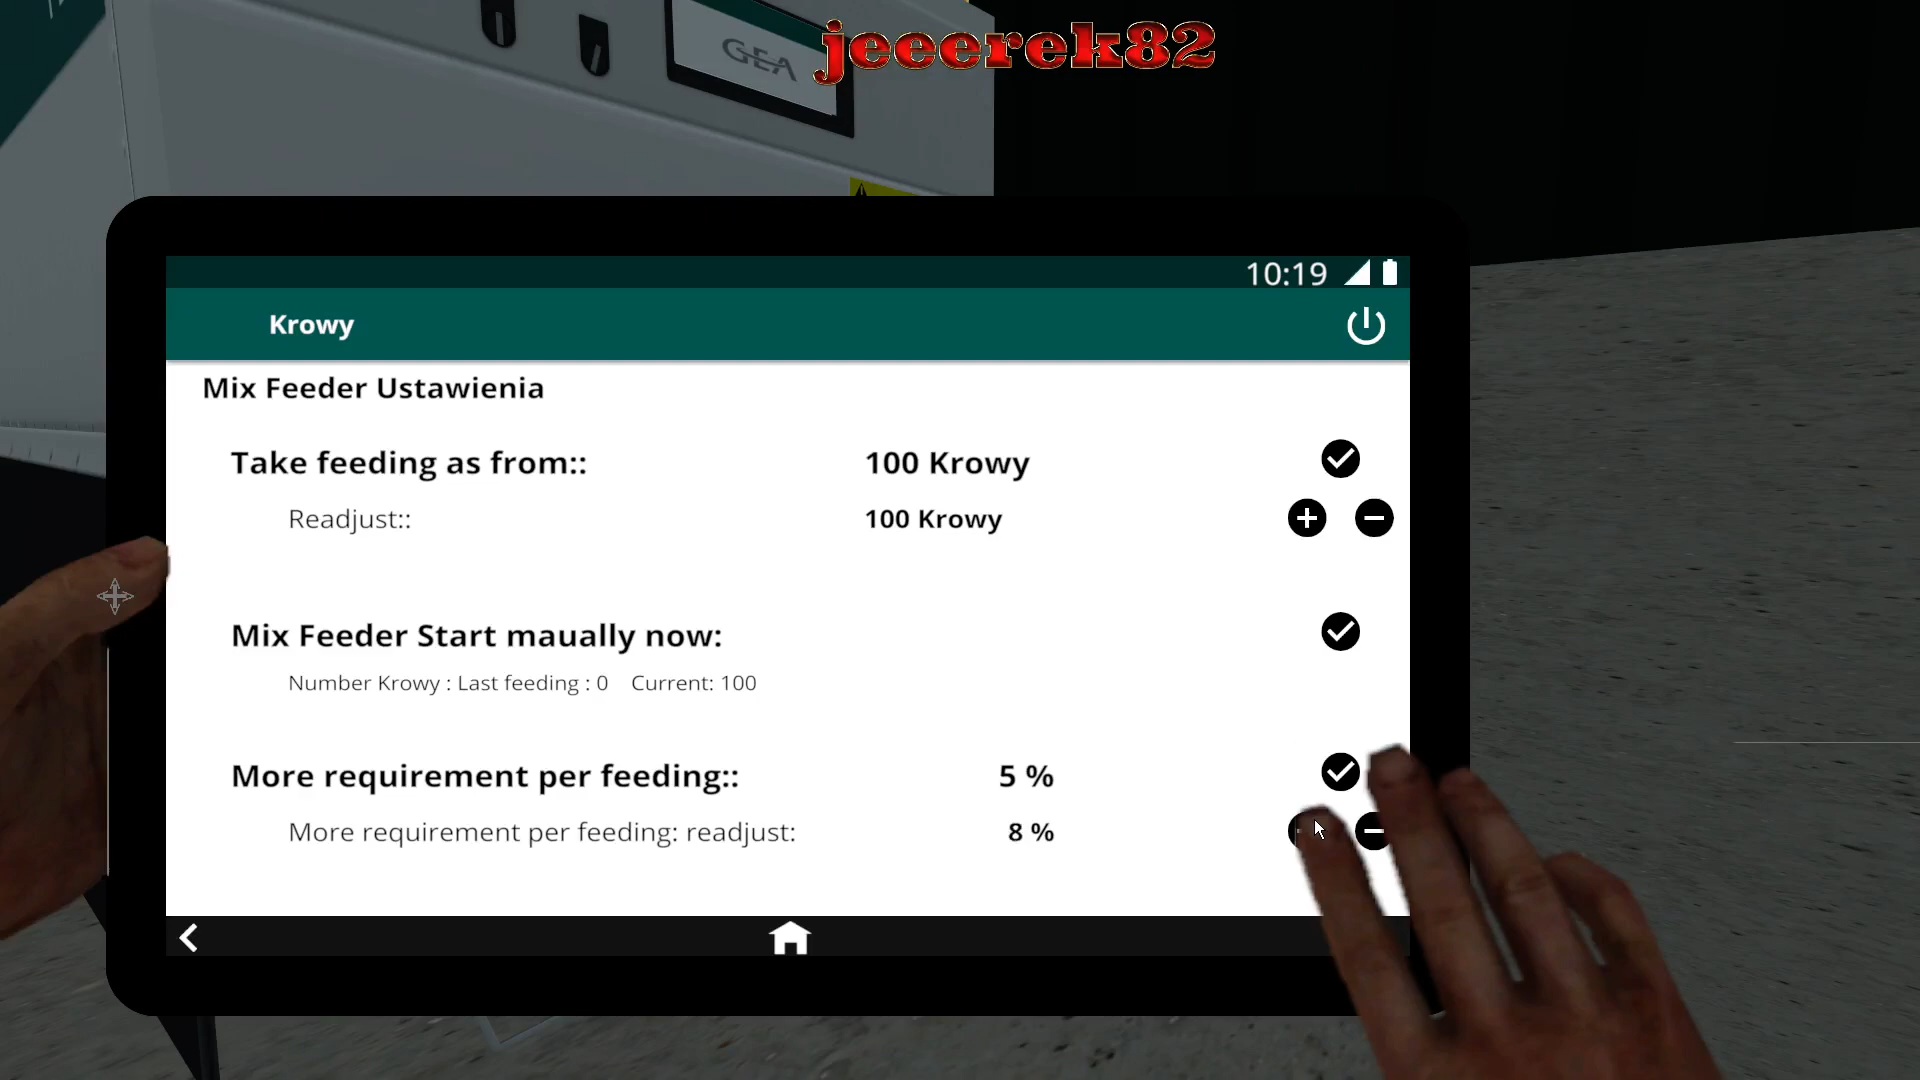 jeeerek82
GEA
10:19
Krowy
Mix Feeder Ustawienia
Take feeding as from:: 100 Krowy
Readjust:: 100 Krowy
Mix Feeder Start maually now:
Number Krowy : Last feeding : 0 Current: 100
More requirement per feeding:: 5 %
More requirement per feeding: readjust: 8 %